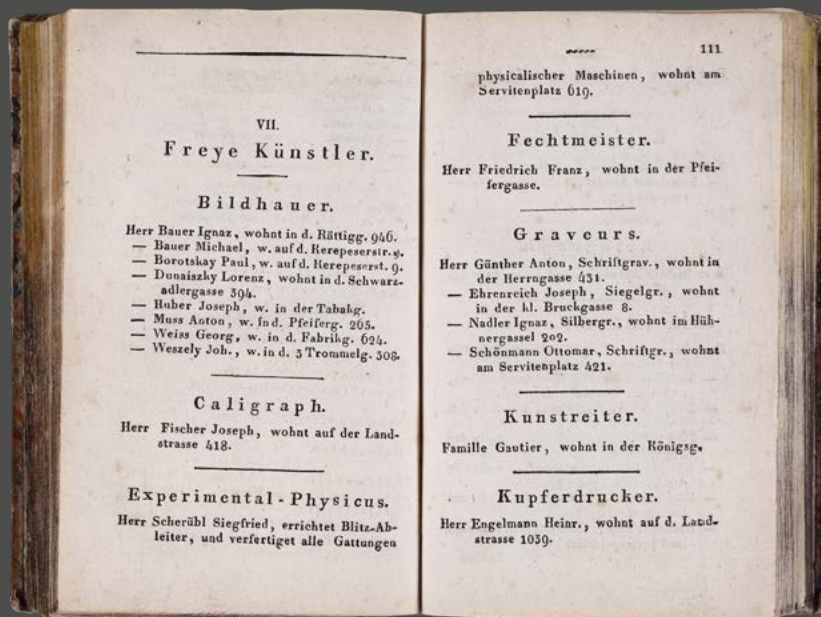 VII.
Freye Künstler.
Bildhauer.
Herr Bauer Ignaz, wohnt in d. Rättigg. 946.
— Bauer Michael, w. auf d. Kerepeserstr. 9.
— Borotskay Paul, w. auf d. Kerepeserst. 9.
— Dunaiszky Lorenz, wohnt in d. Schwarz-
adlergasse 394.
— Huber Joseph, w. in der Tabakg.
— Muss Anton, w. in d. Pfeiferg. 265.
— Weiss Georg, w. in d. Fabrikg. 624.
— Weszely Joh., w. in d. 3 Trommelg. 308.
Caligraph.
Herr Fischer Joseph, wohnt auf der Land-
strasse 418.
Experimental-Physicus.
Herr Scherübl Siegfried, errichtet Blitz-Ab-
leiter, und verfertiget alle Gattungen
111
physicalischer Maschinen, wohnt am
Servitenplatz 619.
Fechtmeister.
Herr Friedrich Franz, wohnt in der Pfei-
fergasse.
Graveurs.
Herr Günther Anton, Schriftgrav., wohnt in
der Herrngasse 431.
— Ehrenreich Joseph, Siegelgr., wohnt
in der kl. Bruckgasse 8.
— Nadler Ignaz, Silbergr., wohnt im Hüh-
nergassel 202.
— Schönmann Ottomar, Schriftgr., wohnt
am Servitenplatz 421.
Kunstreiter.
Famille Gautier, wohnt in der Königsg.
Kupferdrucker.
Herr Engelmann Heinr., wohnt auf d. Land-
strasse 1039.